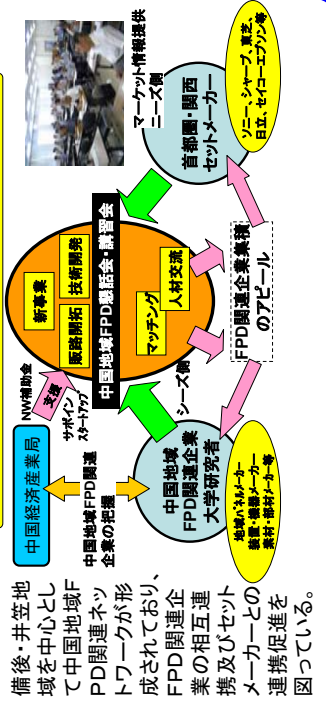 備後・井笠地
域を中心とし
て中国地域F
PD関連ネッ
トワークが形
成されており、
FPD関連企
業の相互連
携及びセット
メーカーとの
連携促進を
図っている。
中国経済産業局
NW補助金
支援
サポイン
スタートアップ
中国地域FPD関連
企業の把握
中国地域
FPD関連企業
大学研究者
地域パネルメーカー
装置・機器メーカー
素材・部材メーカー等
シーズ側
新事業
販路開拓
技術開発
中国地域FPD懇話会・講習会
マッチング
人材交流
FPD関連企業集積
のアピール
マーケット情報提供
ニーズ側
首都圏・関西
セットメーカー
ソニー、シャープ、東芝、
日立、セイコーエプソン等